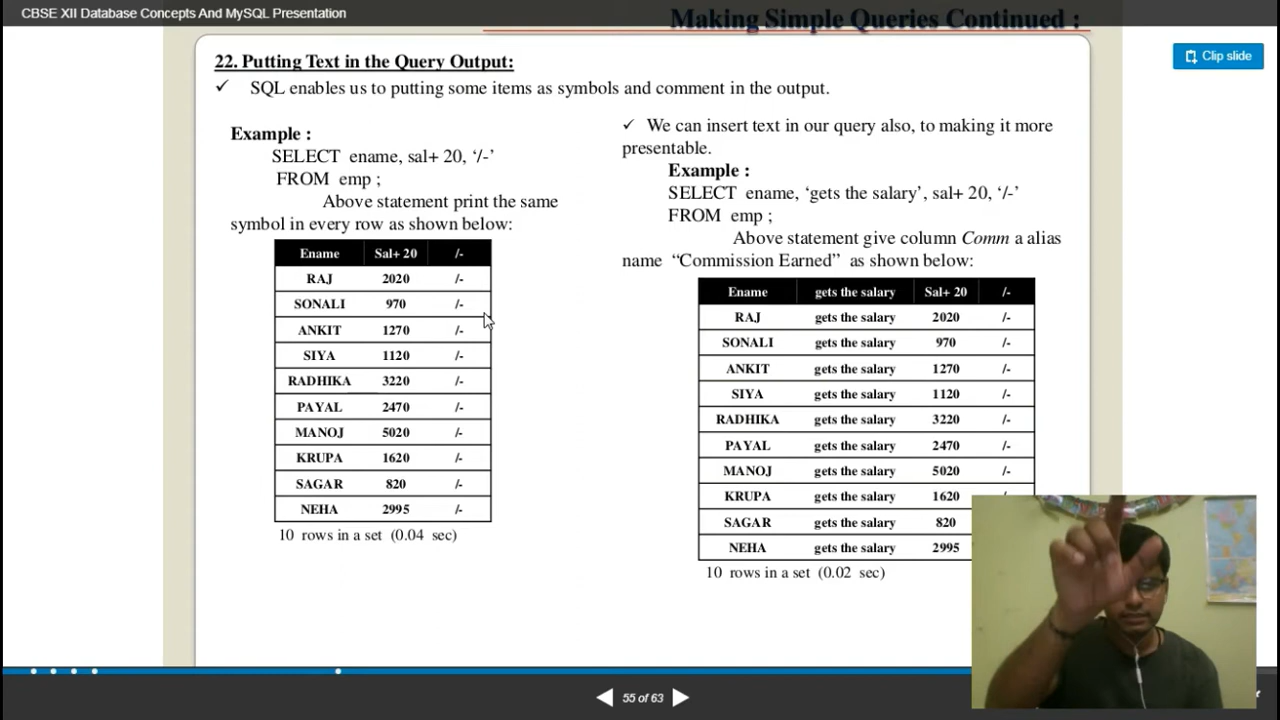 CBSE XII Database Concepts And MySQL Presentation
Making Simple Queries Continued :
Clip slide
22. Putting Text in the Query Output:
✓ SQL enables us to putting some items as symbols and comment in the output.
Example :
SELECT ename, sal+ 20, ‘/-’
FROM emp ;
Above statement print the same
symbol in every row as shown below:
Ename Sal+ 20 /-
RAJ 2020 /-
SONALI 970 /-
ANKIT 1270 /-
SIYA 1120 /-
RADHIKA 3220 /-
PAYAL 2470 /-
MANOJ 5020 /-
KRUPA 1620 /-
SAGAR 820 /-
NEHA 2995 /-
10 rows in a set (0.04 sec)
✓ We can insert text in our query also, to making it more
presentable.
Example :
SELECT ename, ‘gets the salary’, sal+ 20, ‘/-’
FROM emp ;
Above statement give column Comm a alias
name “Commission Earned” as shown below:
Ename gets the salary Sal+ 20 /-
RAJ gets the salary 2020 /-
SONALI gets the salary 970 /-
ANKIT gets the salary 1270 /-
SIYA gets the salary 1120 /-
RADHIKA gets the salary 3220 /-
PAYAL gets the salary 2470 /-
MANOJ gets the salary 5020 /-
KRUPA gets the salary 1620
SAGAR gets the salary 820
NEHA gets the salary 2995
10 rows in a set (0.02 sec)
55 of 63